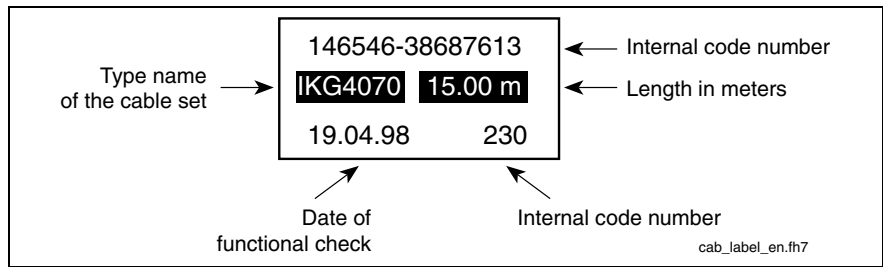 146546-38687613
Internal code number
Type name
of the cable set
IKG4070 15.00 m
Length in meters
19.04.98 230
Date of
functional check
Internal code number
cab_label_en.fh7